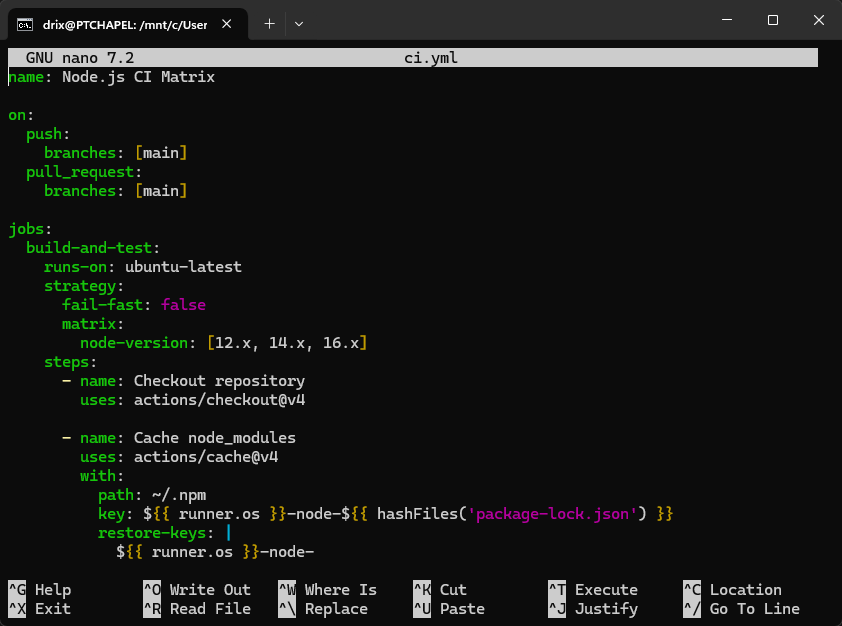 drix@PTCHAPEL: /mnt/c/User
GNU nano 7.2 ci.yml
name: Node.js CI Matrix

on:
  push:
    branches: [main]
  pull_request:
    branches: [main]

jobs:
  build-and-test:
    runs-on: ubuntu-latest
    strategy:
      fail-fast: false
      matrix:
        node-version: [12.x, 14.x, 16.x]
    steps:
      - name: Checkout repository
        uses: actions/checkout@v4

      - name: Cache node_modules
        uses: actions/cache@v4
        with:
          path: ~/.npm
          key: ${{ runner.os }}-node-${{ hashFiles('package-lock.json') }}
          restore-keys: |
            ${{ runner.os }}-node-

^G Help ^O Write Out ^W Where Is ^K Cut ^T Execute ^C Location
^X Exit ^R Read File ^\ Replace ^U Paste ^J Justify ^/ Go To Line